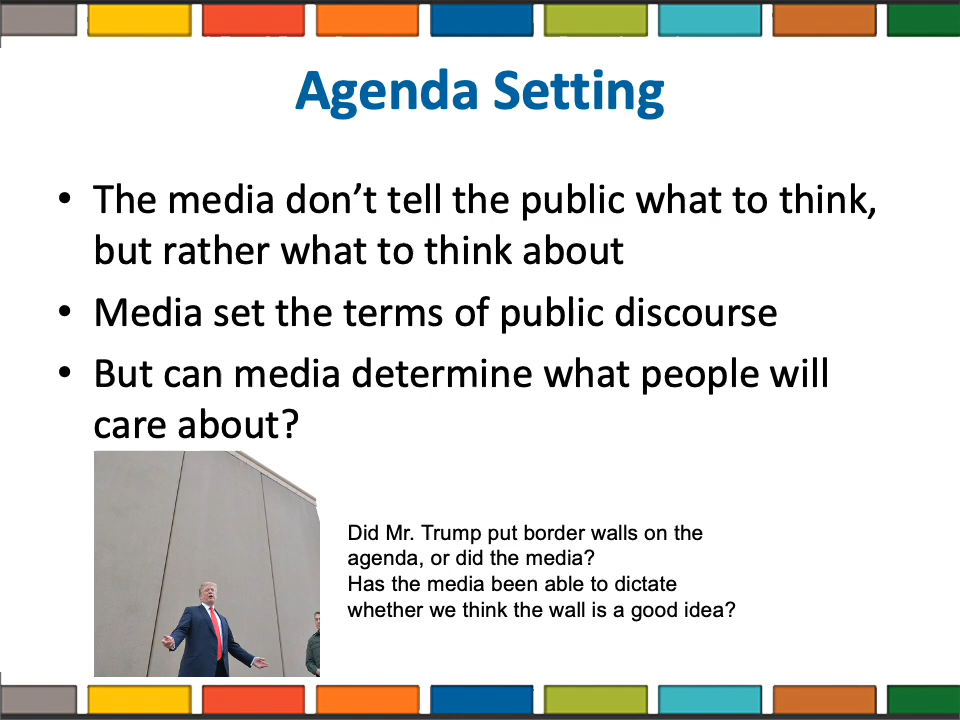 Agenda Setting
• The media don’t tell the public what to think,
but rather what to think about
• Media set the terms of public discourse
• But can media determine what people will
care about?
Did Mr. Trump put border walls on the
agenda, or did the media?
Has the media been able to dictate
whether we think the wall is a good idea?